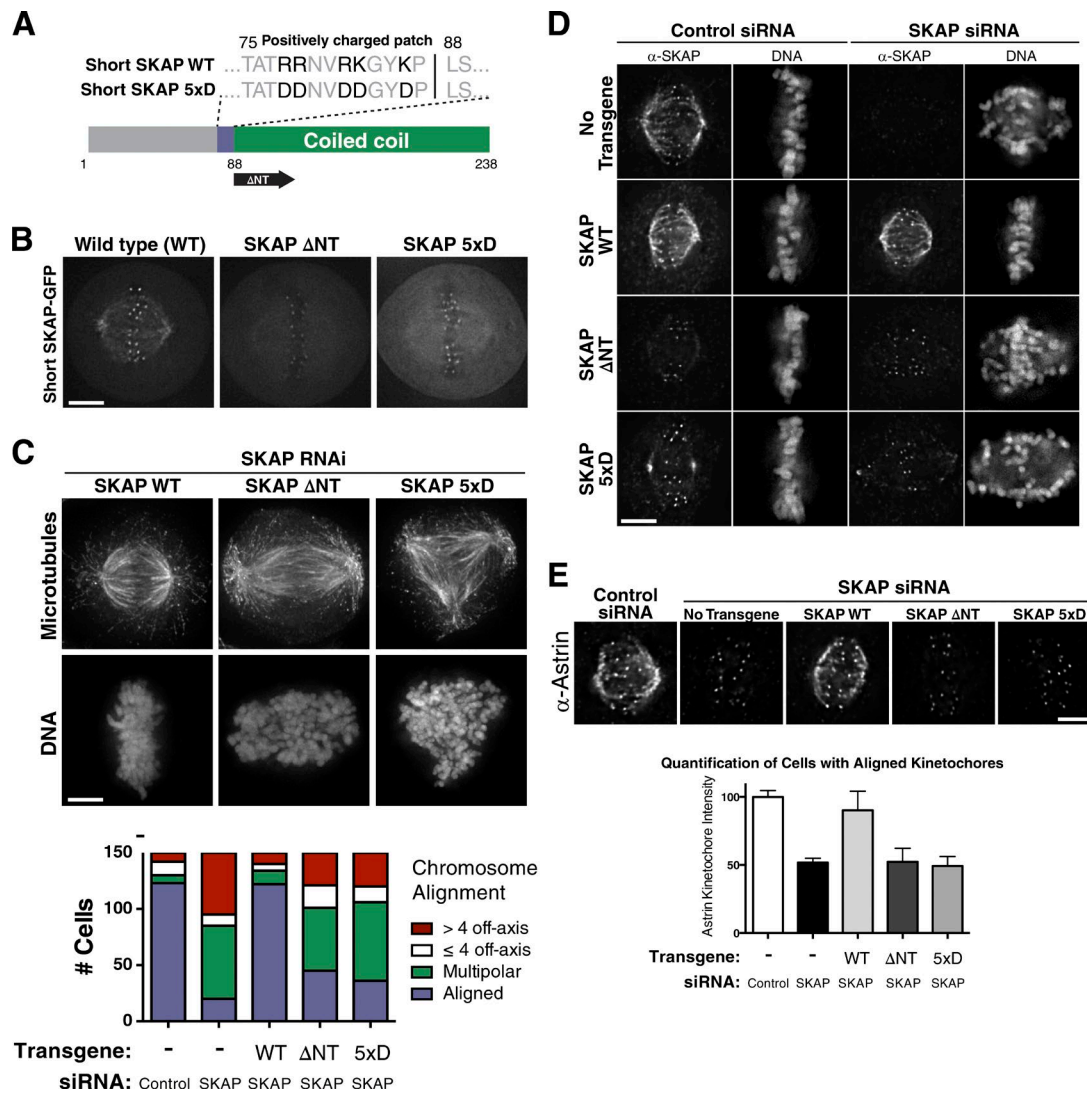 A
75 Positively charged patch 88
Short SKAP WT ...TATRRNVRKGYKP LS...
Short SKAP 5xD ...TATDDNVDDGYDP LS...
Coiled coil
1 88 238
ΔNT
B
Wild type (WT) SKAP ΔNT SKAP 5xD
Short SKAP-GFP
C
SKAP RNAi
SKAP WT SKAP ΔNT SKAP 5xD
Microtubules
DNA
150
100
50
0
# Cells
Chromosome
Alignment
> 4 off-axis
≤ 4 off-axis
Multipolar
Aligned
Transgene: - - WT ΔNT 5xD
siRNA: Control SKAP SKAP SKAP SKAP
D
Control siRNA SKAP siRNA
α-SKAP DNA α-SKAP DNA
No
Transgene
SKAP
WT
SKAP
ΔNT
SKAP
5xD
E
Control
siRNA
SKAP siRNA
No Transgene SKAP WT SKAP ΔNT SKAP 5xD
α-Astrin
Quantification of Cells with Aligned Kinetochores
Astrin Kinetochore Intensity
100
50
0
Transgene: - - WT ΔNT 5xD
siRNA: Control SKAP SKAP SKAP SKAP